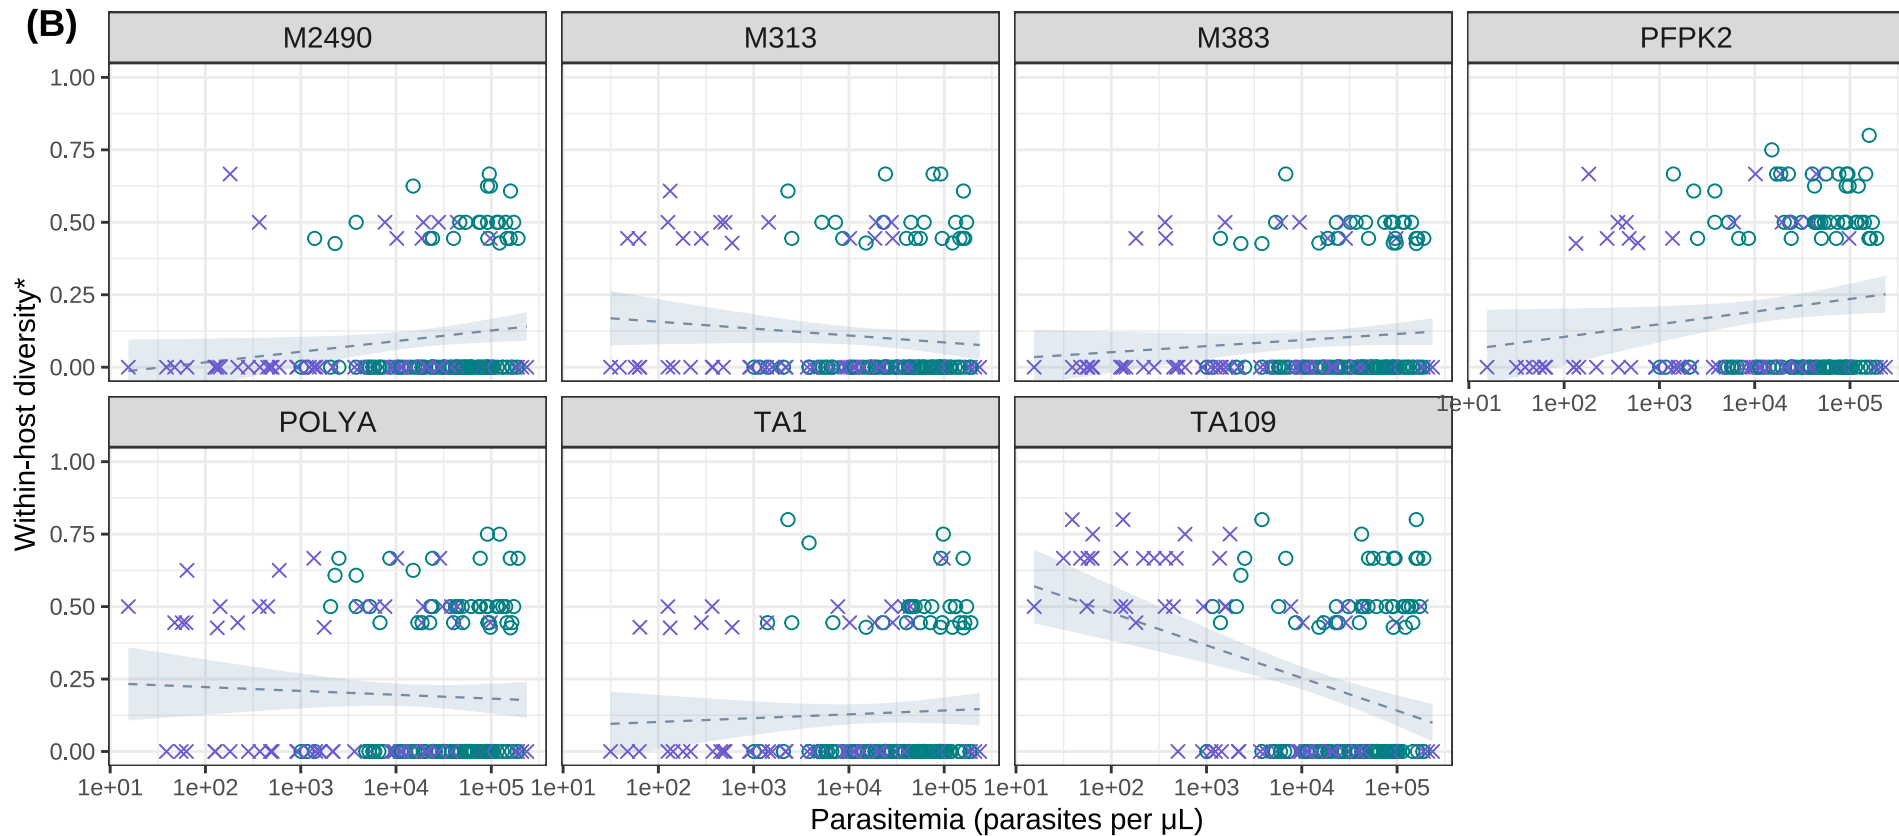 (B)
M2490 M313 M383 PFPK2
1.00
0.75
0.50
0.25
0.00
1e+01 1e+02 1e+03 1e+04 1e+05
POLYA TA1 TA109
1.00
0.75
0.50
0.25
0.00
1e+01 1e+02 1e+03 1e+04 1e+05 1e+01 1e+02 1e+03 1e+04 1e+05 1e+01 1e+02 1e+03 1e+04 1e+05
Within-host diversity*
Parasitemia (parasites per μL)